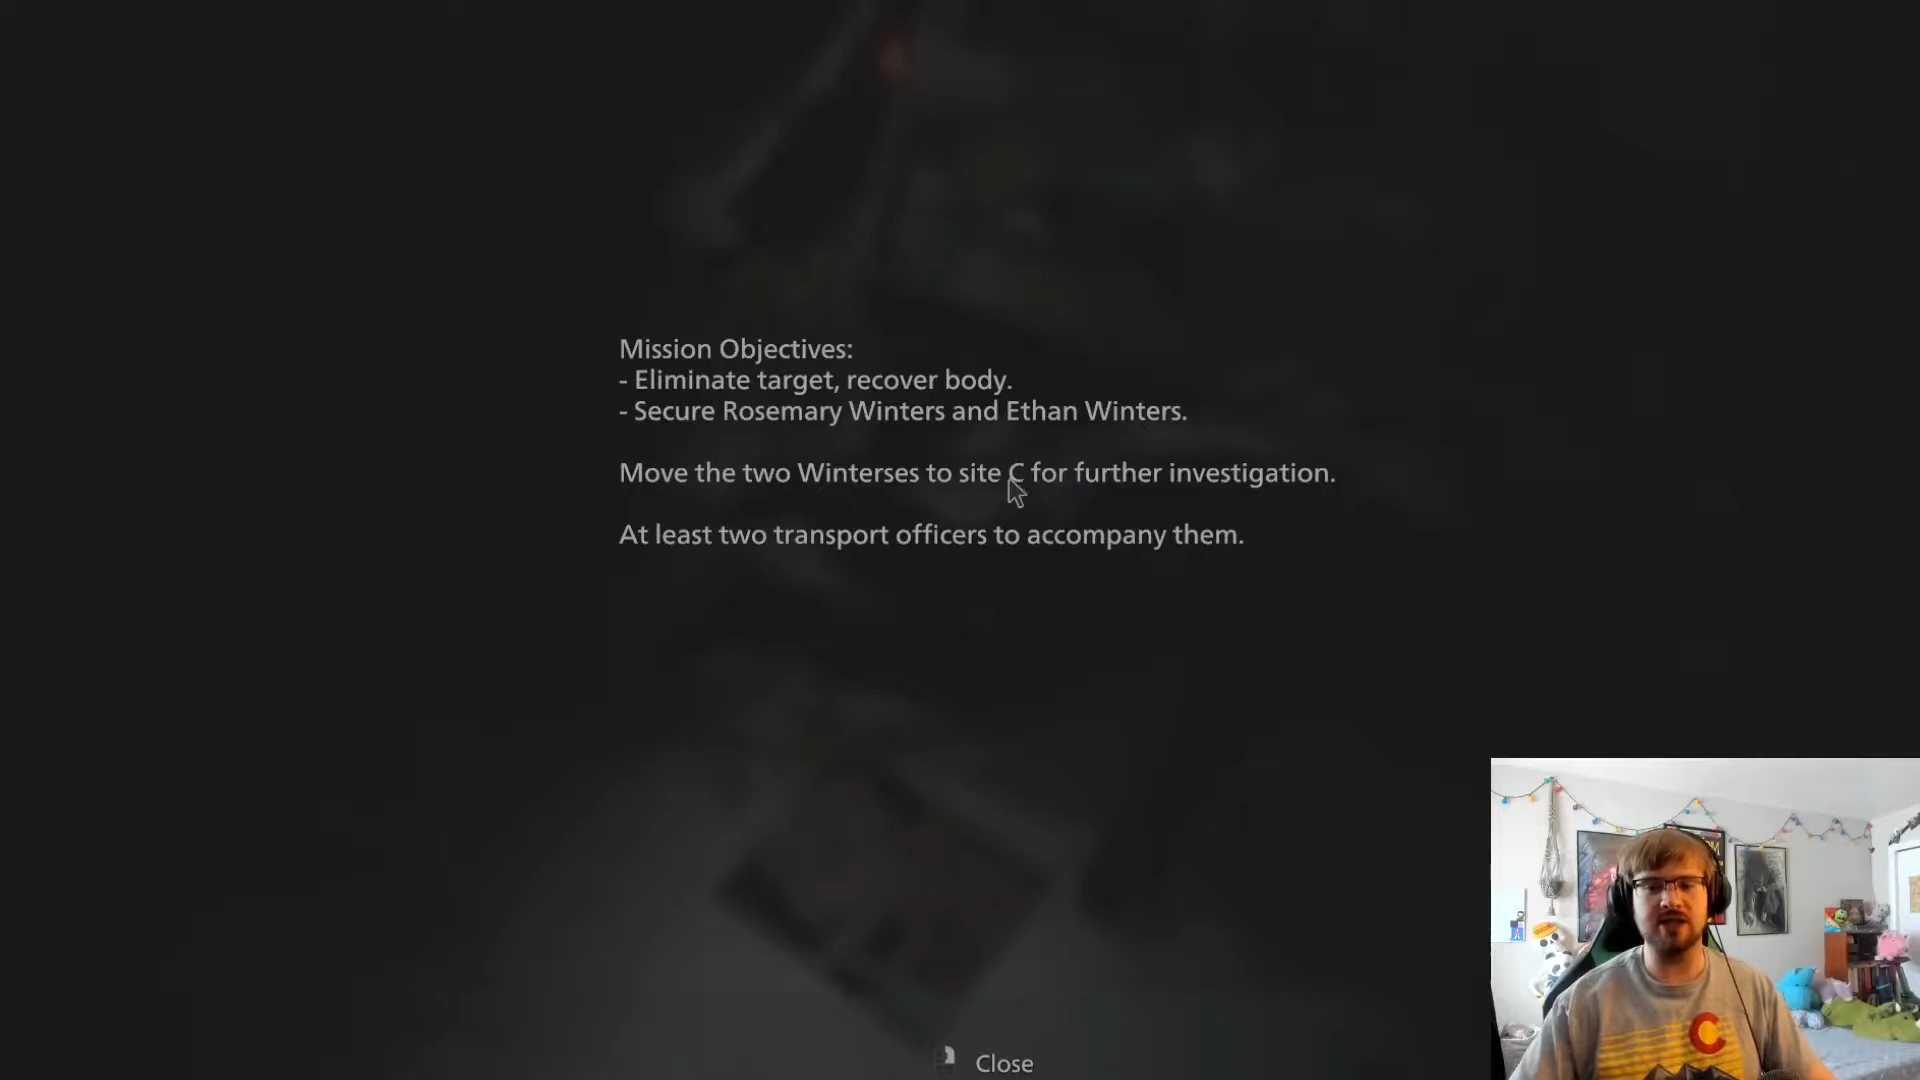 Mission Objectives:
- Eliminate target, recover body.
- Secure Rosemary Winters and Ethan Winters.
Move the two Winterses to site C for further investigation.
At least two transport officers to accompany them.
Close
C